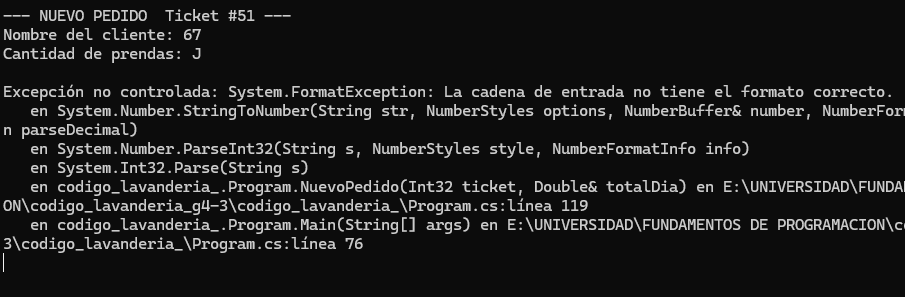 --- NUEVO PEDIDO  Ticket #51 ---
Nombre del cliente: 67
Cantidad de prendas: J
Excepción no controlada: System.FormatException: La cadena de entrada no tiene el formato correcto.
   en System.Number.StringToNumber(String str, NumberStyles options, NumberBuffer& number, NumberFor
n parseDecimal)
   en System.Number.ParseInt32(String s, NumberStyles style, NumberFormatInfo info)
   en System.Int32.Parse(String s)
   en codigo_lavanderia_.Program.NuevoPedido(Int32 ticket, Double& totalDia) en E:\UNIVERSIDAD\FUNDA
ON\codigo_lavanderia_g4-3\codigo_lavanderia_\Program.cs:línea 119
   en codigo_lavanderia_.Program.Main(String[] args) en E:\UNIVERSIDAD\FUNDAMENTOS DE PROGRAMACION\c
3\codigo_lavanderia_\Program.cs:línea 76